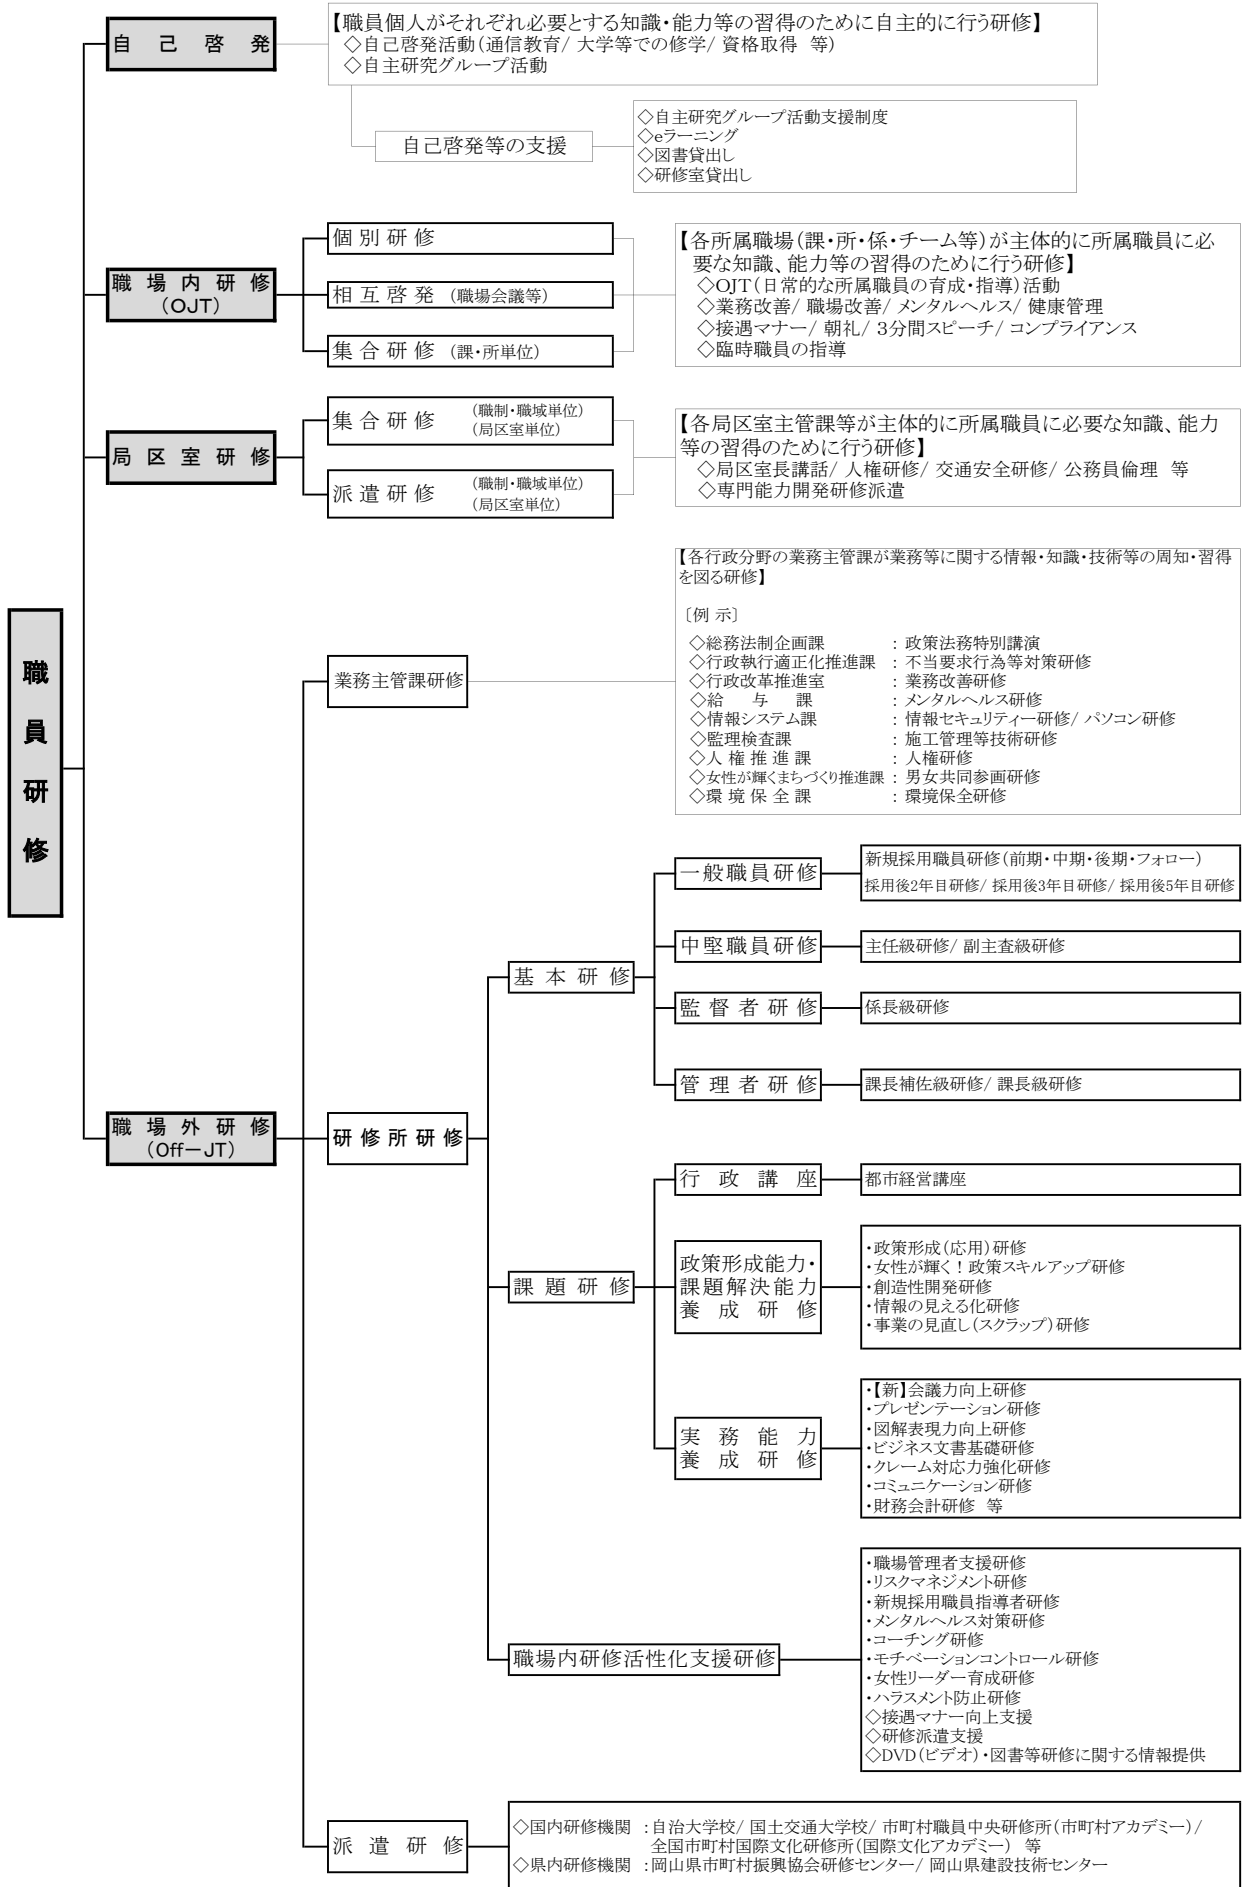 自己啓発
【職員個人がそれぞれ必要とする知識・能力等の習得のために自主的に行う研修】
◇自己啓発活動(通信教育/ 大学等での修学/ 資格取得 等)
◇自主研究グループ活動
自己啓発等の支援
◇自主研究グループ活動支援制度
◇eラーニング
◇図書貸出し
◇研修室貸出し
職場内研修
(OJT)
個別研修
相互啓発 (職場会議等)
集合研修 (課・所単位)
【各所属職場(課・所・係・チーム等)が主体的に所属職員に必
要な知識、能力等の習得のために行う研修】
◇OJT(日常的な所属職員の育成・指導)活動
◇業務改善/ 職場改善/ メンタルヘルス/ 健康管理
◇接遇マナー/ 朝礼/ 3分間スピーチ/ コンプライアンス
◇臨時職員の指導
局区室研修
集合研修 (職制・職域単位)
(局区室単位)
派遣研修 (職制・職域単位)
(局区室単位)
【各局区室主管課等が主体的に所属職員に必要な知識、能力
等の習得のために行う研修】
◇局区室長講話/ 人権研修/ 交通安全研修/ 公務員倫理 等
◇専門能力開発研修派遣
職員研修
職場外研修
(Off-JT)
業務主管課研修
【各行政分野の業務主管課が業務等に関する情報・知識・技術等の周知・習得
を図る研修】
〔例 示〕
◇総務法制企画課 : 政策法務特別講演
◇行政執行適正化推進課 : 不当要求行為等対策研修
◇行政改革推進室 : 業務改善研修
◇給与課 : メンタルヘルス研修
◇情報システム課 : 情報セキュリティー研修/ パソコン研修
◇監理検査課 : 施工管理等技術研修
◇人権推進課 : 人権研修
◇女性が輝くまちづくり推進課 : 男女共同参画研修
◇環境保全課 : 環境保全研修
研修所研修
基本研修
一般職員研修
新規採用職員研修(前期・中期・後期・フォロー)
採用後2年目研修/ 採用後3年目研修/ 採用後5年目研修
中堅職員研修
主任級研修/ 副主査級研修
監督者研修
係長級研修
管理者研修
課長補佐級研修/ 課長級研修
課題研修
行政講座
都市経営講座
政策形成能力・
課題解決能力
養成研修
・政策形成(応用)研修
・女性が輝く!政策スキルアップ研修
・創造性開発研修
・情報の見える化研修
・事業の見直し(スクラップ)研修
実務能力
養成研修
・【新】会議力向上研修
・プレゼンテーション研修
・図解表現力向上研修
・ビジネス文書基礎研修
・クレーム対応力強化研修
・コミュニケーション研修
・財務会計研修 等
職場内研修活性化支援研修
・職場管理者支援研修
・リスクマネジメント研修
・新規採用職員指導者研修
・メンタルヘルス対策研修
・コーチング研修
・モチベーションコントロール研修
・女性リーダー育成研修
・ハラスメント防止研修
◇接遇マナー向上支援
◇研修派遣支援
◇DVD(ビデオ)・図書等研修に関する情報提供
派遣研修
◇国内研修機関 :自治大学校/ 国土交通大学校/ 市町村職員中央研修所(市町村アカデミー)/
全国市町村国際文化研修所(国際文化アカデミー) 等
◇県内研修機関 :岡山県市町村振興協会研修センター/ 岡山県建設技術センター